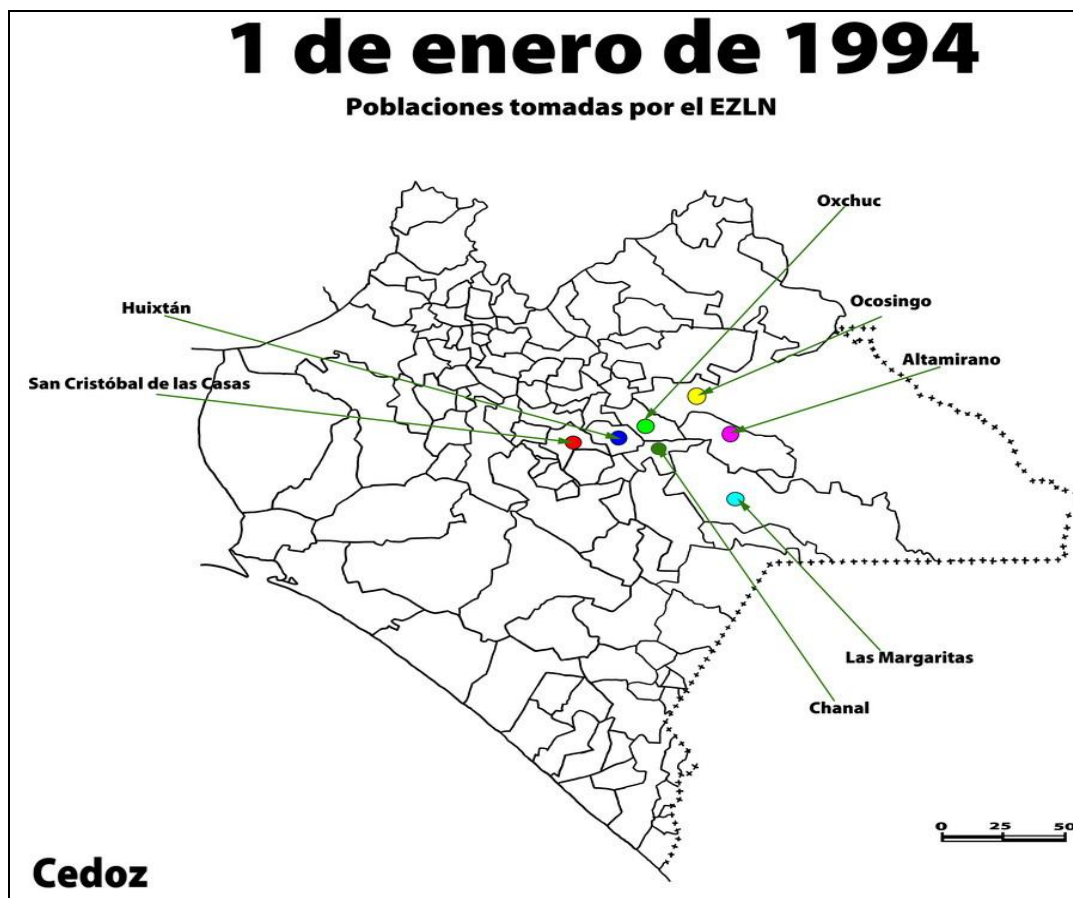 1 de enero de 1994
Poblaciones tomadas por el EZLN
Oxchuc
Huixtán
Ocosingo
San Cristóbal de las Casas
Altamirano
Las Margaritas
Chanal
0 25 50
Cedoz